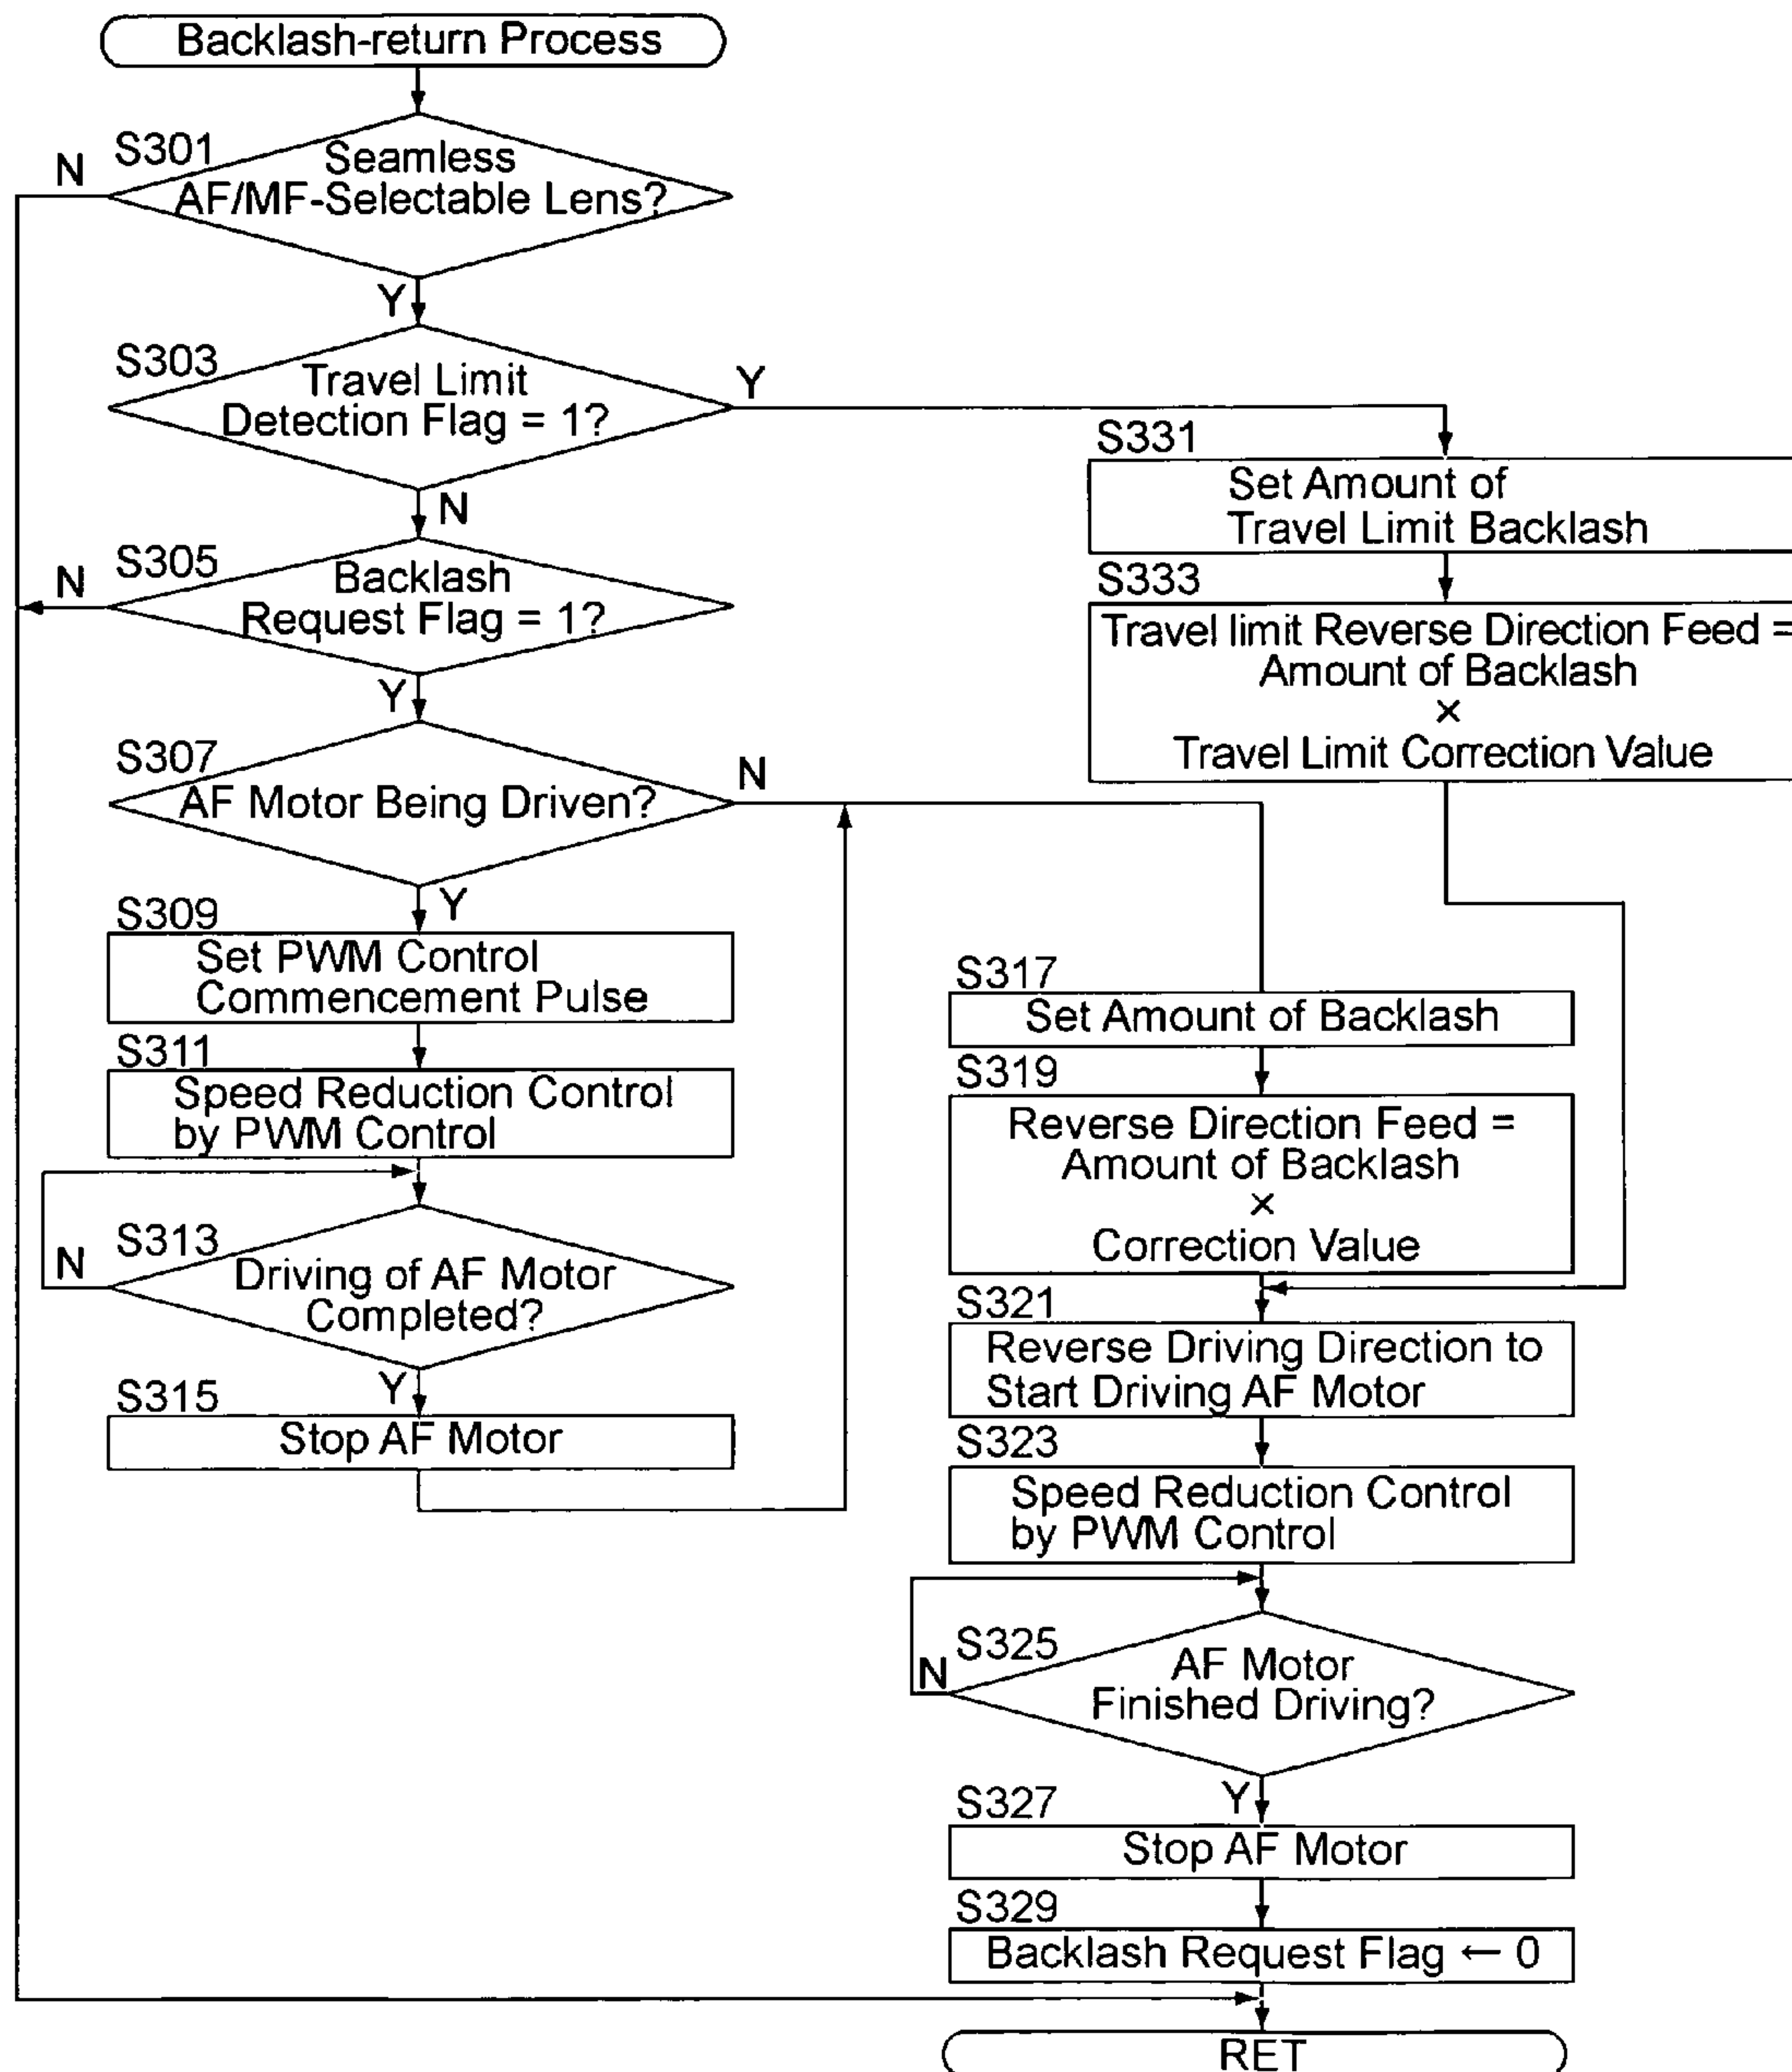 Backlash-return Process
S301
N
Seamless
AF/MF-Selectable Lens?
Y
S303
Travel Limit
Detection Flag = 1?
Y
N
S305
N
Backlash
Request Flag = 1?
Y
S307
AF Motor Being Driven?
N
Y
S309
Set PWM Control
Commencement Pulse
S311
Speed Reduction Control
by PWM Control
S313
N
Driving of AF Motor
Completed?
Y
S315
Stop AF Motor
S331
Set Amount of
Travel Limit Backlash
S333
Travel limit Reverse Direction Feed =
Amount of Backlash
×
Travel Limit Correction Value
S317
Set Amount of Backlash
S319
Reverse Direction Feed =
Amount of Backlash
×
Correction Value
S321
Reverse Driving Direction to
Start Driving AF Motor
S323
Speed Reduction Control
by PWM Control
S325
N
AF Motor
Finished Driving?
Y
S327
Stop AF Motor
S329
Backlash Request Flag ← 0
RET